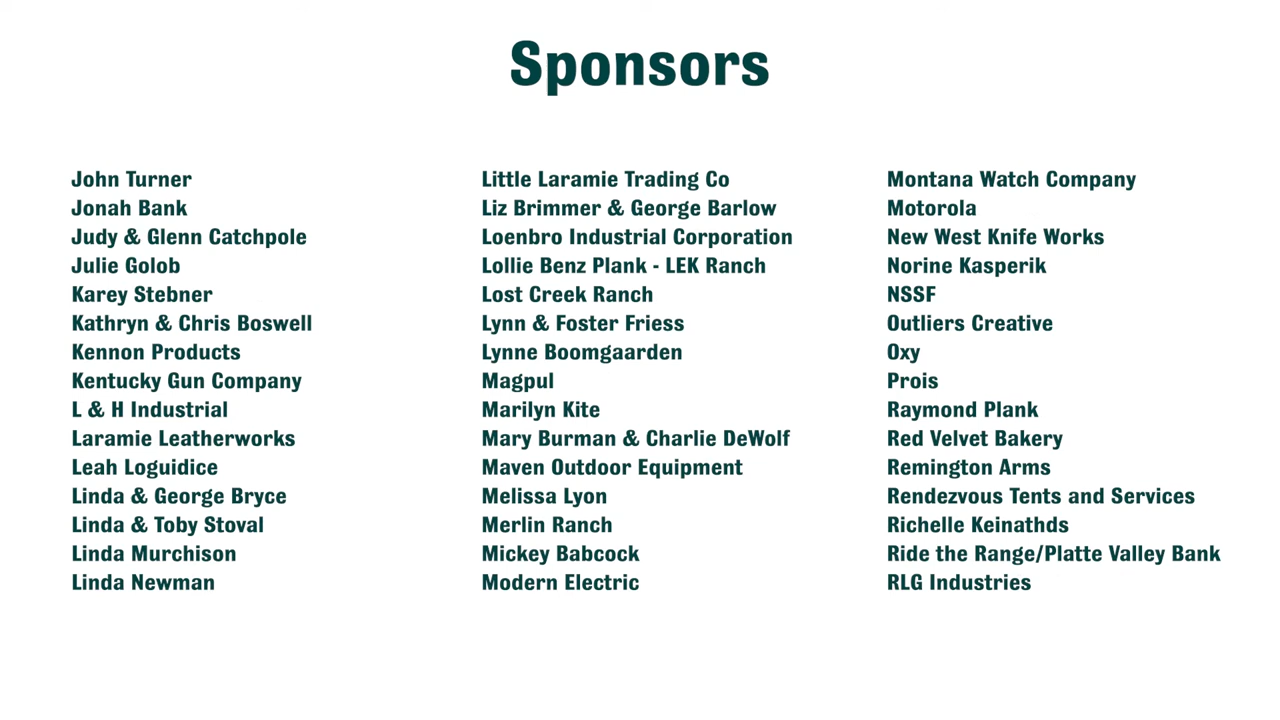 Sponsors
John Turner
Jonah Bank
Judy & Glenn Catchpole
Julie Golob
Karey Stebner
Kathryn & Chris Boswell
Kennon Products
Kentucky Gun Company
L & H Industrial
Laramie Leatherworks
Leah Loguidice
Linda & George Bryce
Linda & Toby Stoval
Linda Murchison
Linda Newman
Little Laramie Trading Co
Liz Brimmer & George Barlow
Loenbro Industrial Corporation
Lollie Benz Plank - LEK Ranch
Lost Creek Ranch
Lynn & Foster Friess
Lynne Boomgaarden
Magpul
Marilyn Kite
Mary Burman & Charlie DeWolf
Maven Outdoor Equipment
Melissa Lyon
Merlin Ranch
Mickey Babcock
Modern Electric
Montana Watch Company
Motorola
New West Knife Works
Norine Kasperik
NSSF
Outliers Creative
Oxy
Prois
Raymond Plank
Red Velvet Bakery
Remington Arms
Rendezvous Tents and Services
Richelle Keinathds
Ride the Range/Platte Valley Bank
RLG Industries